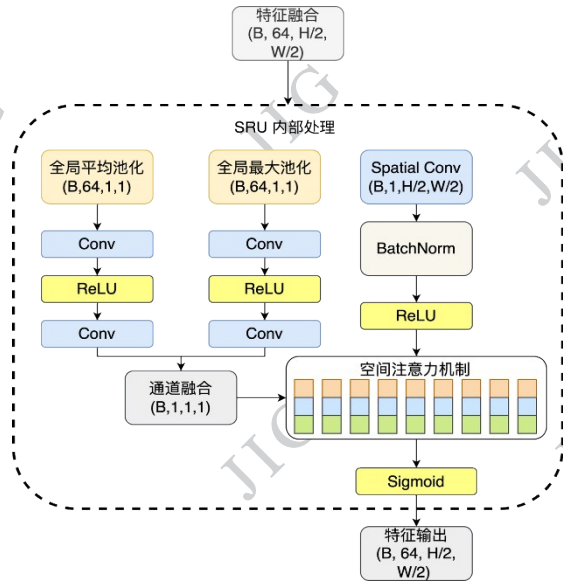 特征融合
(B, 64, H/2,
W/2)
SRU 内部处理
全局平均池化
(B,64,1,1)
全局最大池化
(B,64,1,1)
Spatial Conv
(B,1,H/2,W/2)
Conv
Conv
BatchNorm
ReLU
ReLU
ReLU
Conv
Conv
空间注意力机制
通道融合
(B,1,1,1)
Sigmoid
特征输出
(B, 64, H/2,
W/2)
JIG
JIG